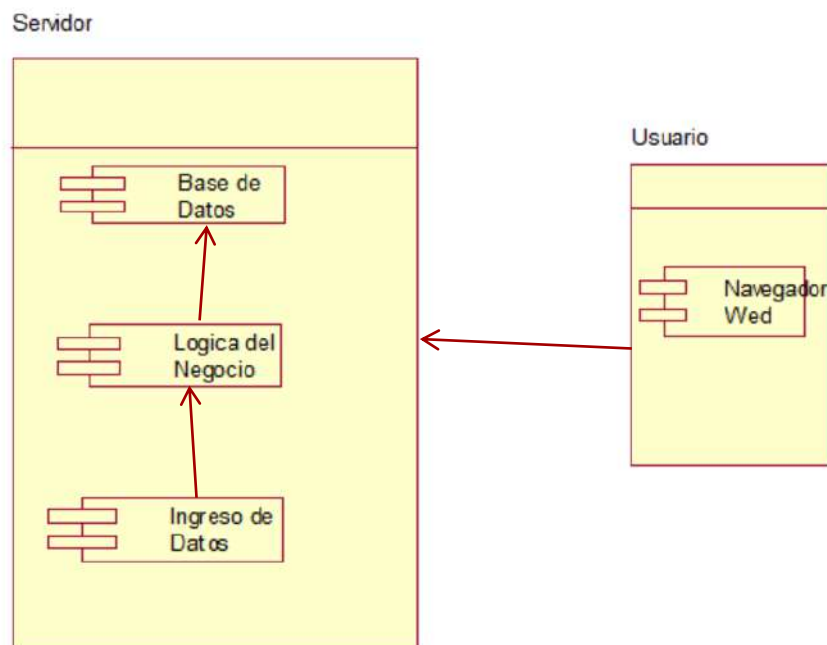 Servidor
Base de
Datos
Logica del
Negocio
Ingreso de
Datos
Usuario
Navegador
Wed